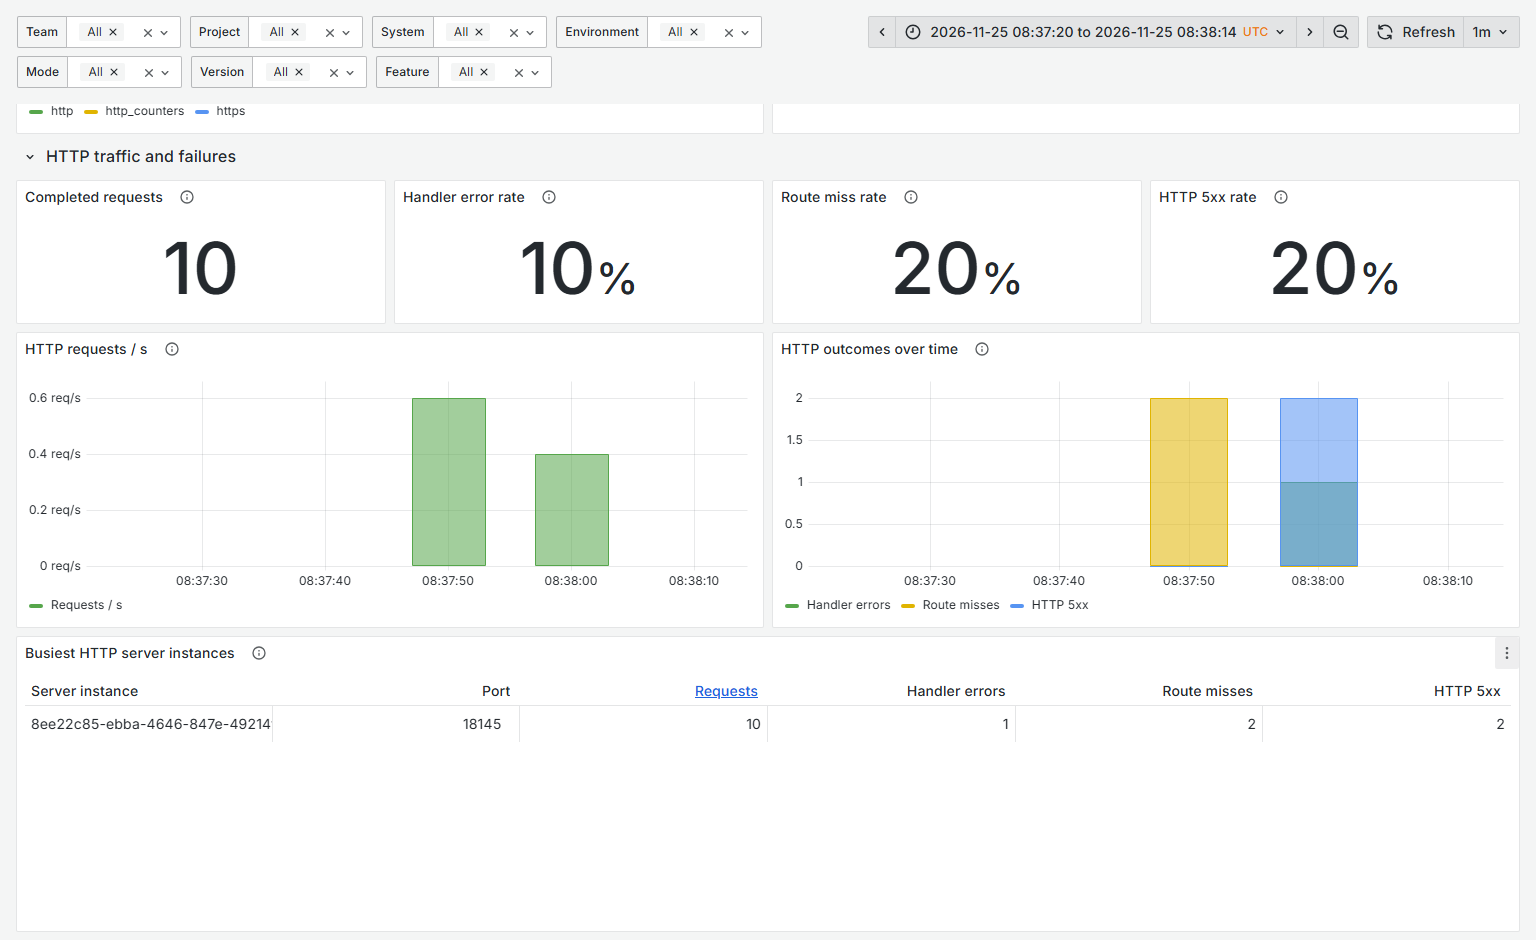 Team All
Project All
System All
Environment All
2026-11-25 08:37:20 to 2026-11-25 08:38:14 UTC
Refresh 1m
Mode All
Version All
Feature All
http http_counters https
HTTP traffic and failures
Completed requests
10
Handler error rate
10%
Route miss rate
20%
HTTP 5xx rate
20%
HTTP requests / s
0.6 req/s
0.4 req/s
0.2 req/s
0 req/s
08:37:30 08:37:40 08:37:50 08:38:00 08:38:10
Requests / s
HTTP outcomes over time
2
1.5
1
0.5
0
08:37:30 08:37:40 08:37:50 08:38:00 08:38:10
Handler errors Route misses HTTP 5xx
Busiest HTTP server instances
Server instance Port Requests Handler errors Route misses HTTP 5xx
8ee22c85-ebba-4646-847e-49214 18145 10 1 2 2